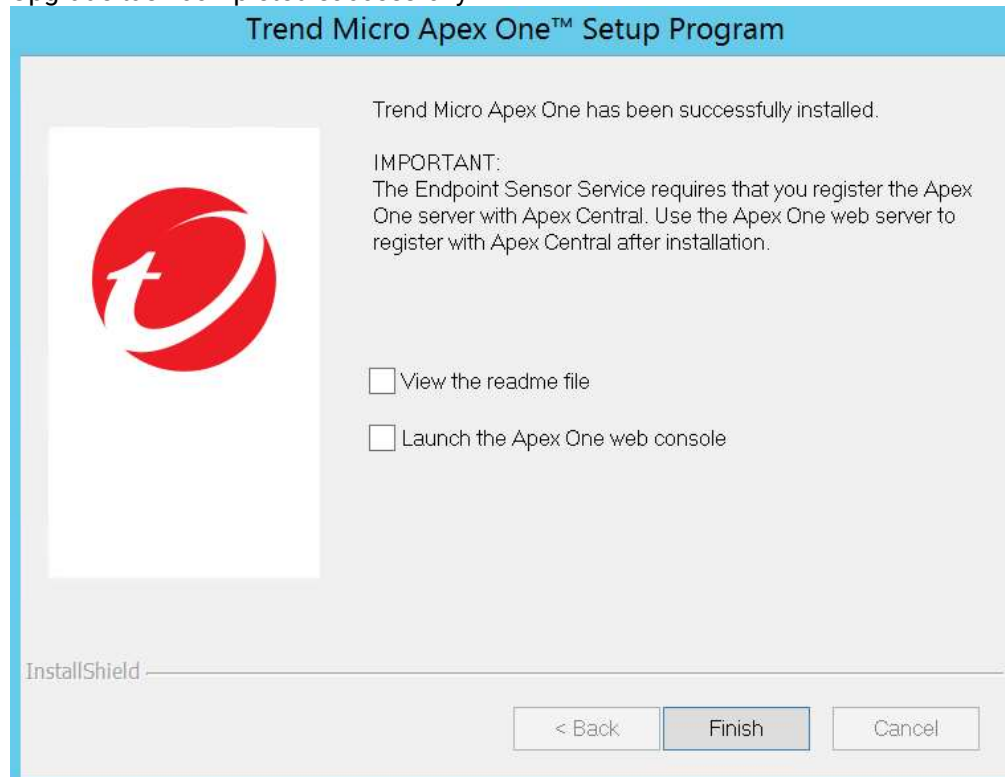 Trend Micro Apex One™ Setup Program
Trend Micro Apex One has been successfully installed.
IMPORTANT:
The Endpoint Sensor Service requires that you register the Apex
One server with Apex Central. Use the Apex One web server to
register with Apex Central after installation.
View the readme file
Launch the Apex One web console
InstallShield
< Back
Finish
Cancel